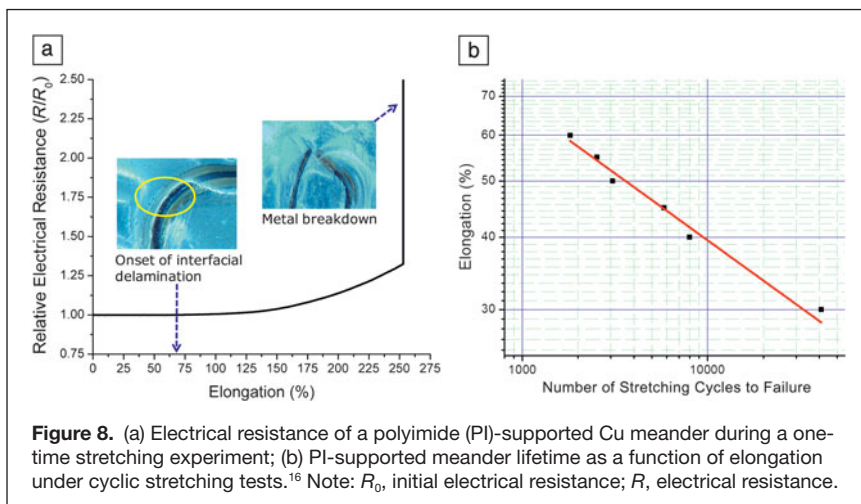 a
Relative Electrical Resistance (R/R₀)
2.50
2.25
2.00
1.75
1.50
1.25
1.00
0.75
Onset of interfacial
delamination
Metal breakdown
0 25 50 75 100 125 150 175 200 225 250 275
Elongation (%)
b
Elongation (%)
70
60
50
40
30
1000 10000
Number of Stretching Cycles to Failure
Figure 8. (a) Electrical resistance of a polyimide (PI)-supported Cu meander during a one-
time stretching experiment; (b) PI-supported meander lifetime as a function of elongation
under cyclic stretching tests.¹⁶ Note: R₀, initial electrical resistance; R, electrical resistance.